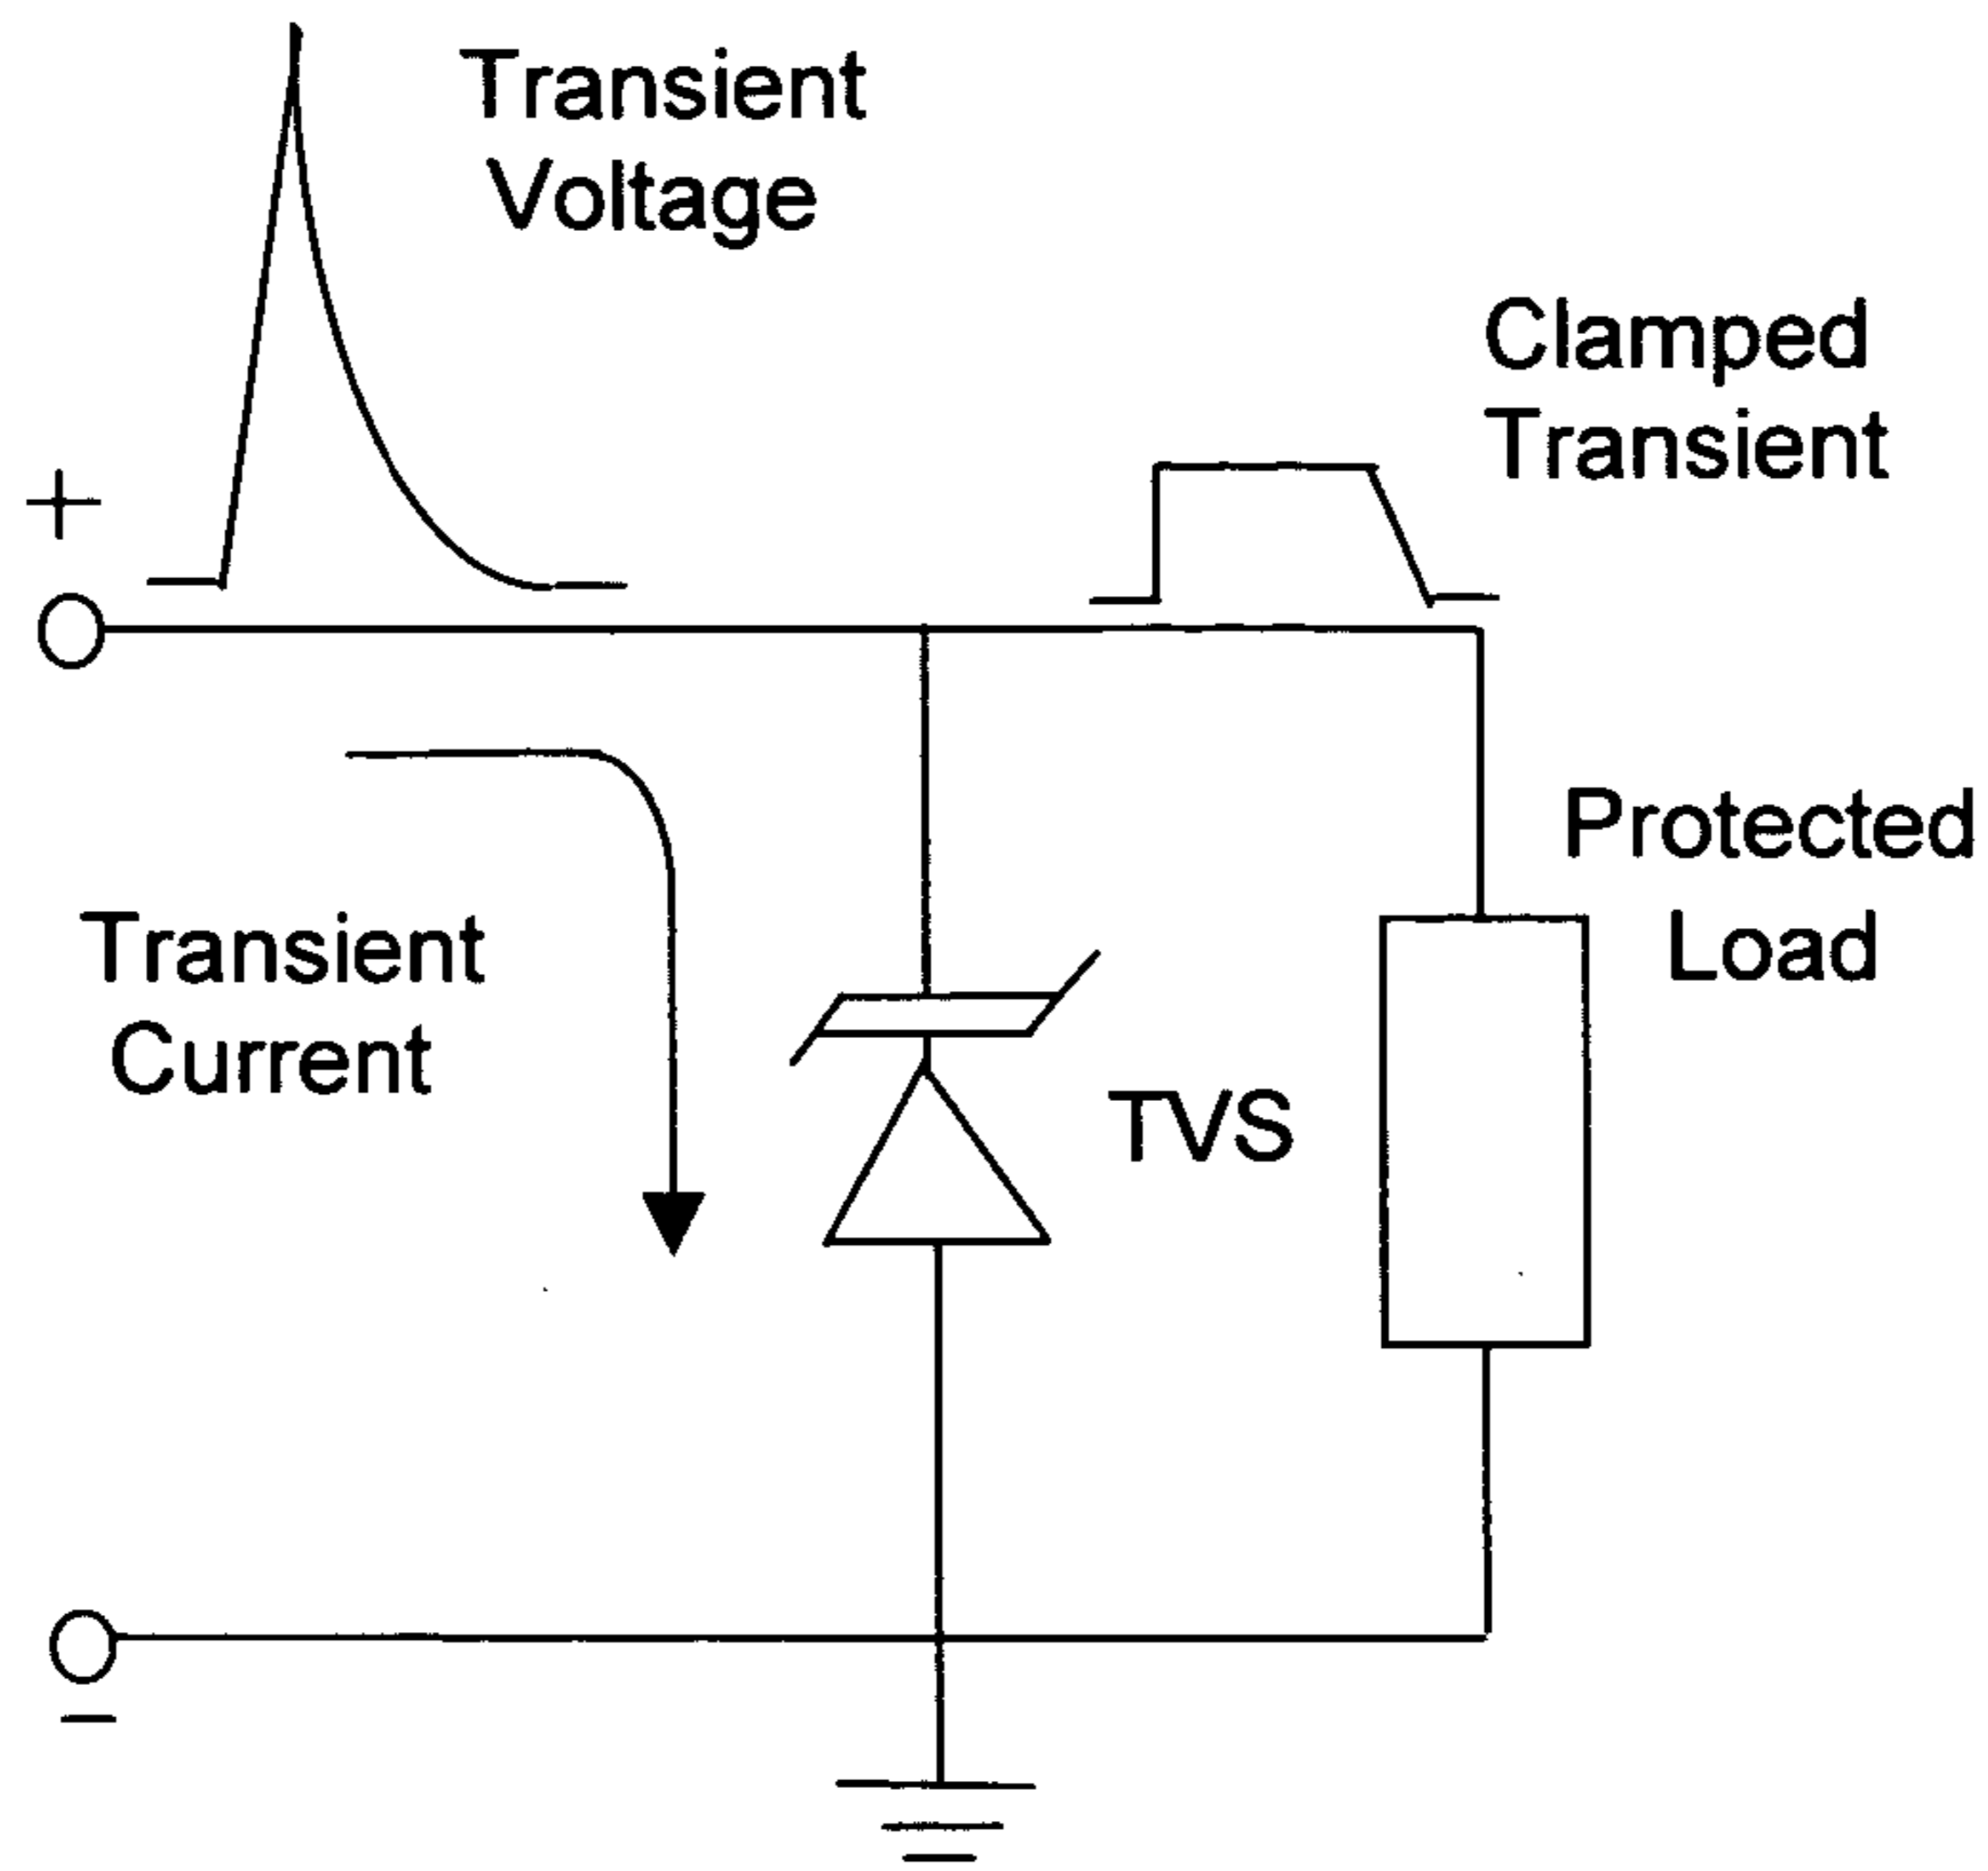 Transient
Voltage
Clamped
Transient
+
Protected
Load
Transient
Current
TVS
−